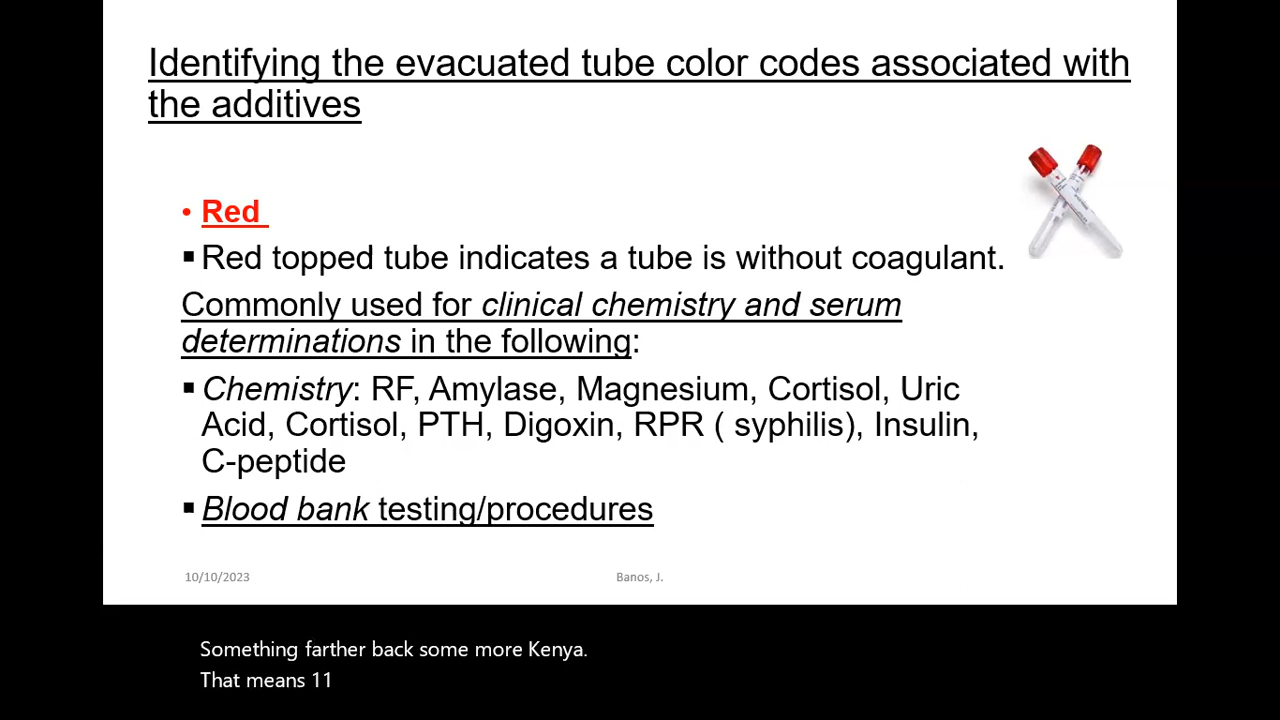 Identifying the evacuated tube color codes associated with
the additives
• Red
▪ Red topped tube indicates a tube is without coagulant.
Commonly used for clinical chemistry and serum
determinations in the following:
▪ Chemistry: RF, Amylase, Magnesium, Cortisol, Uric
Acid, Cortisol, PTH, Digoxin, RPR ( syphilis), Insulin,
C-peptide
▪ Blood bank testing/procedures
10/10/2023
Banos, J.
Something farther back some more Kenya.
That means 11